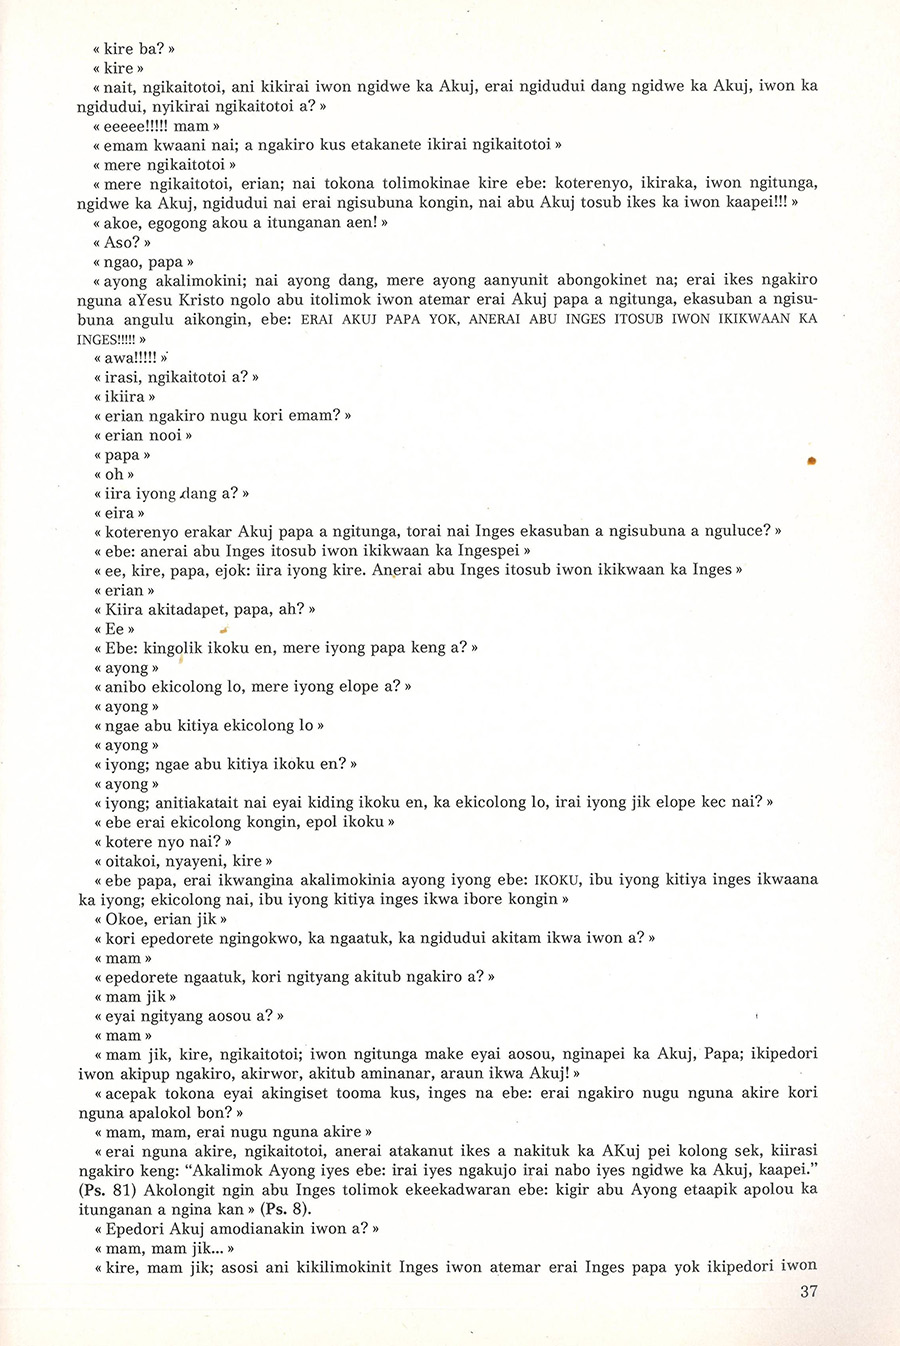 « kire ba? »
« kire »
« nait, ngikaitotoi, ani kikirai iwon ngidwe ka Akuj, erai ngidudui dang ngidwe ka Akuj, iwon ka
ngidudui, nyikirai ngikaitotoi a? »
« eeeee!!!!! mam »
« emam kwaani nai; a ngakiro kus etakanete ikirai ngikaitotoi »
« mere ngikaitotoi »
« mere ngikaitotoi, erian; nai tokona tolimokinae kire ebe: koterenyo, ikiraka, iwon ngitunga,
ngidwe ka Akuj, ngidudui nai erai ngisubuna kongin, nai abu Akuj tosub ikes ka iwon kaapei!!! »
« akoe, egogong akou a itunganan aen! »
« Aso? »
« ngao, papa »
« ayong akalimokini; nai ayong dang, mere ayong aanyunit abongokinet na; erai ikes ngakiro
nguna aYesu Kristo ngolo abu itolimok iwon atemar erai Akuj papa a ngitunga, ekasuban a ngisu-
buna angulu aikongin, ebe: ERAI AKUJ PAPA YOK, ANERAI ABU INGES ITOSUB IWON IKIKWAAN KA
INGES!!!!! »
« awa!!!!! »
« irasi, ngikaitotoi a? »
« ikiira »
« erian ngakiro nugu kori emam? »
« erian nooi »
« papa »
« oh »
« iira iyong dang a? »
« eira »
« koterenyo erakar Akuj papa a ngitunga, torai nai Inges ekasuban a ngisubuna a nguluce? »
« ebe: anerai abu Inges itosub iwon ikikwaan ka Ingespei »
« ee, kire, papa, ejok: iira iyong kire. Anerai abu Inges itosub iwon ikikwaan ka Inges »
« erian »
« Kiira akitadapet, papa, ah? »
« Ee »
« Ebe: kingolik ikoku en, mere iyong papa keng a? »
« ayong »
« anibo ekicolong lo, mere iyong elope a? »
« ayong »
« ngae abu kitiya ekicolong lo »
« ayong »
« iyong; ngae abu kitiya ikoku en? »
« ayong »
« iyong; anitiakatait nai eyai kiding ikoku en, ka ekicolong lo, irai iyong jik elope kec nai? »
« ebe erai ekicolong kongin, epol ikoku »
« kotere nyo nai? »
« oitakoi, nyayeni, kire »
« ebe papa, erai ikwangina akalimokinia ayong iyong ebe: IKOKU, ibu iyong kitiya inges ikwaana
ka iyong; ekicolong nai, ibu iyong kitiya inges ikwa ibore kongin »
« Okoe, erian jik »
« kori epedorete ngingokwo, ka ngaatuk, ka ngidudui akitam ikwa iwon a? »
« mam »
« epedorete ngaatuk, kori ngityang akitub ngakiro a? »
« mam jik »
« eyai ngityang aosou a? »
« mam »
« mam jik, kire, ngikaitotoi; iwon ngitunga make eyai aosou, nginapei ka Akuj, Papa; ikipedori
iwon akipup ngakiro, akirwor, akitub aminanar, araun ikwa Akuj! »
« acepak tokona eyai akingiset tooma kus, inges na ebe: erai ngakiro nugu nguna akire kori
nguna apalokol bon? »
« mam, mam, erai nugu nguna akire »
« erai nguna akire, ngikaitotoi, anerai atakanut ikes a nakituk ka AKuj pei kolong sek, kiirasi
ngakiro keng: “Akalimok Ayong iyes ebe: irai iyes ngakujo irai nabo iyes ngidwe ka Akuj, kaapei.”
(Ps. 81) Akolongit ngin abu Inges tolimok ekeekadwaran ebe: kigir abu Ayong etaapik apolou ka
itunganan a ngina kan » (Ps. 8).
« Epedori Akuj amodianakin iwon a? »
« mam, mam jik... »
« kire, mam jik; asosi ani kikilimokinit Inges iwon atemar erai Inges papa yok ikipedori iwon
37